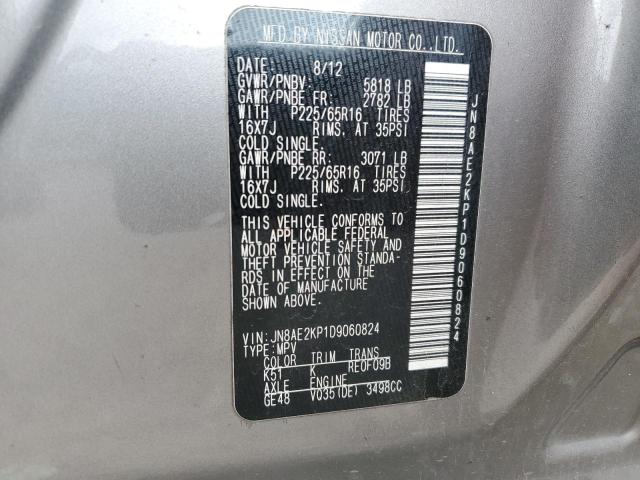 MFD BY NISSAN MOTOR CO.,LTD.
DATE: 8/12
GVWR/PNBV: 5818 LB
GAWR/PNBE FR: 2782 LB
WITH P225/65R16 TIRES
16X7J RIMS. AT 35PSI
COLD SINGLE.
GAWR/PNBE RR: 3071 LB
WITH P225/65R16 TIRES
16X7J RIMS. AT 35PSI
COLD SINGLE.
THIS VEHICLE CONFORMS TO
ALL APPLICABLE FEDERAL
MOTOR VEHICLE SAFETY AND
THEFT PREVENTION STANDA-
RDS IN EFFECT ON THE
DATE OF MANUFACTURE
SHOWN ABOVE.
VIN: JN8AE2KP1D9060824
TYPE: MPV
COLOR TRIM TRANS
K51 K RE0F09B
AXLE ENGINE
GE48 VQ35(DE) 3498CC
JN8AE2KP1D9060824